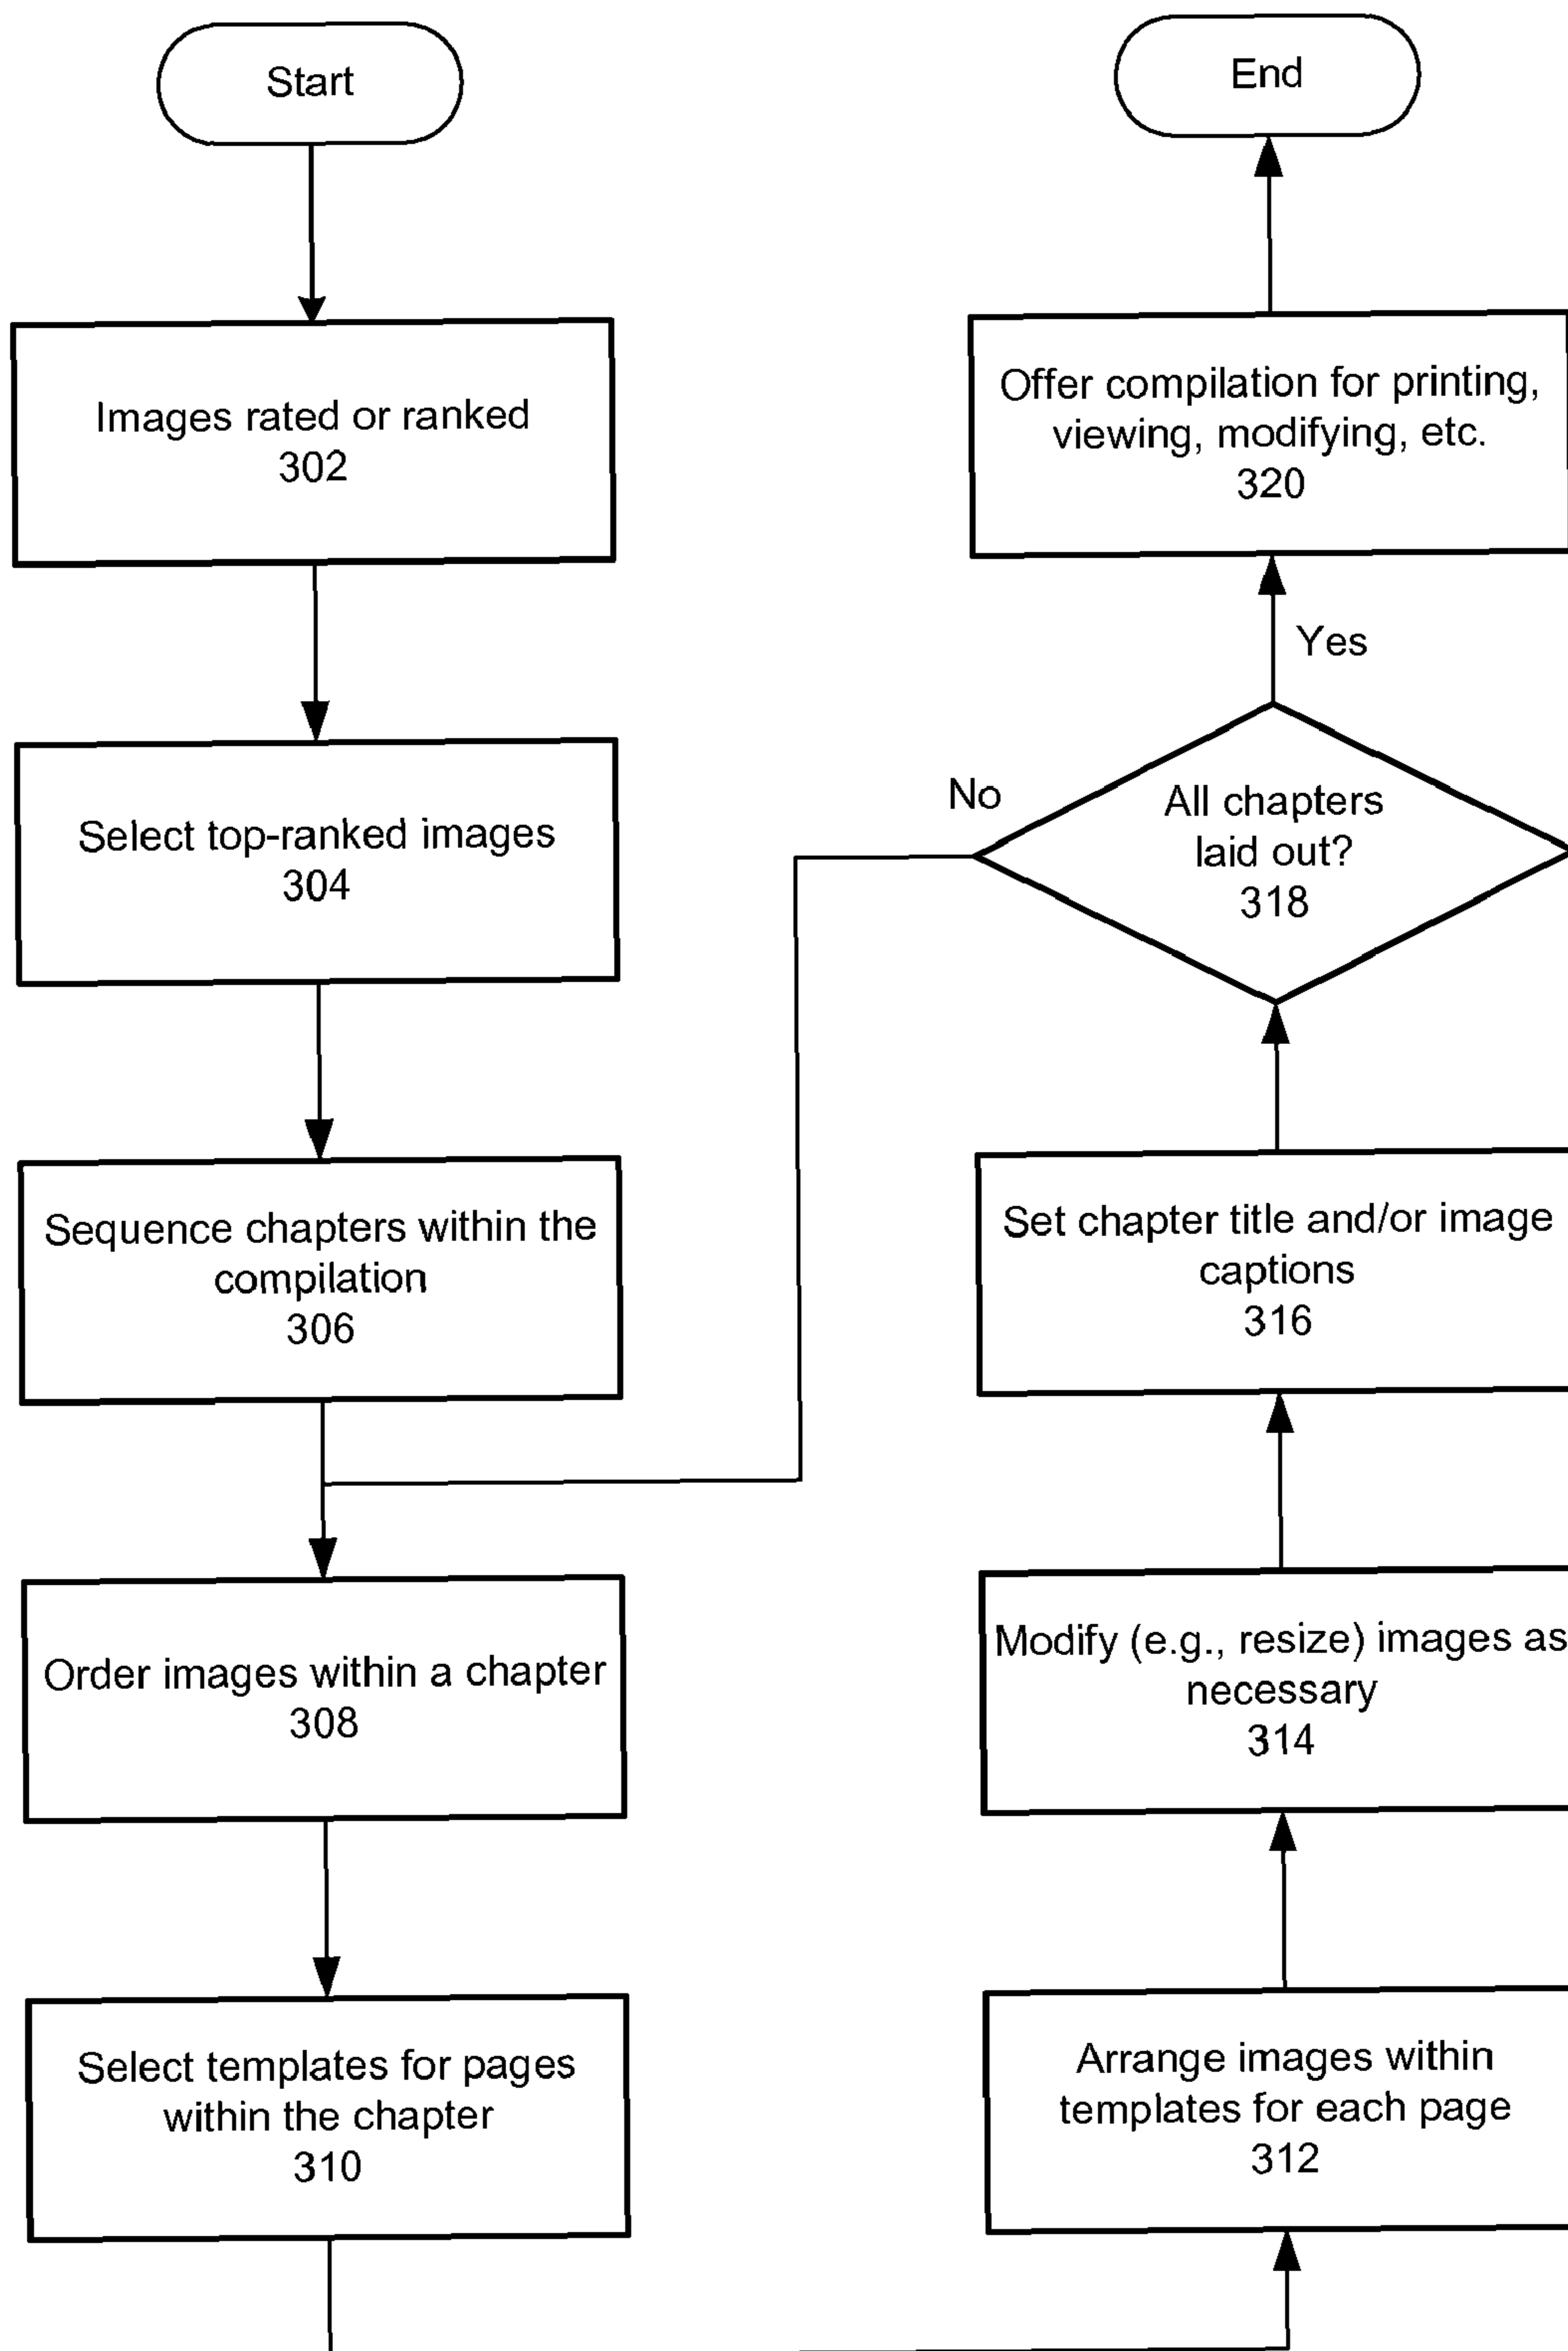 Start
Images rated or ranked
302
Select top-ranked images
304
Sequence chapters within the
compilation
306
Order images within a chapter
308
Select templates for pages
within the chapter
310
Arrange images within
templates for each page
312
Modify (e.g., resize) images as
necessary
314
Set chapter title and/or image
captions
316
All chapters
laid out?
318
No
Yes
Offer compilation for printing,
viewing, modifying, etc.
320
End